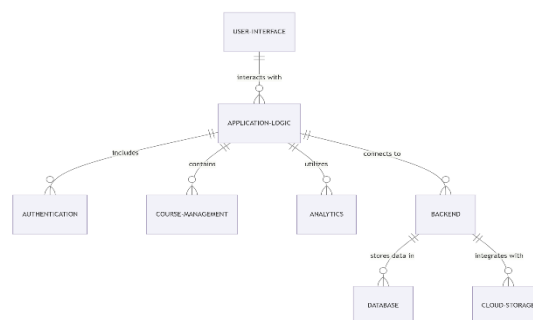 USER-INTERFACE
interacts with
APPLICATION-LOGIC
includes
contains
utilizes
connects to
AUTHENTICATION
COURSE-MANAGEMENT
ANALYTICS
BACKEND
stores data in
integrates with
DATABASE
CLOUD-STORAGE